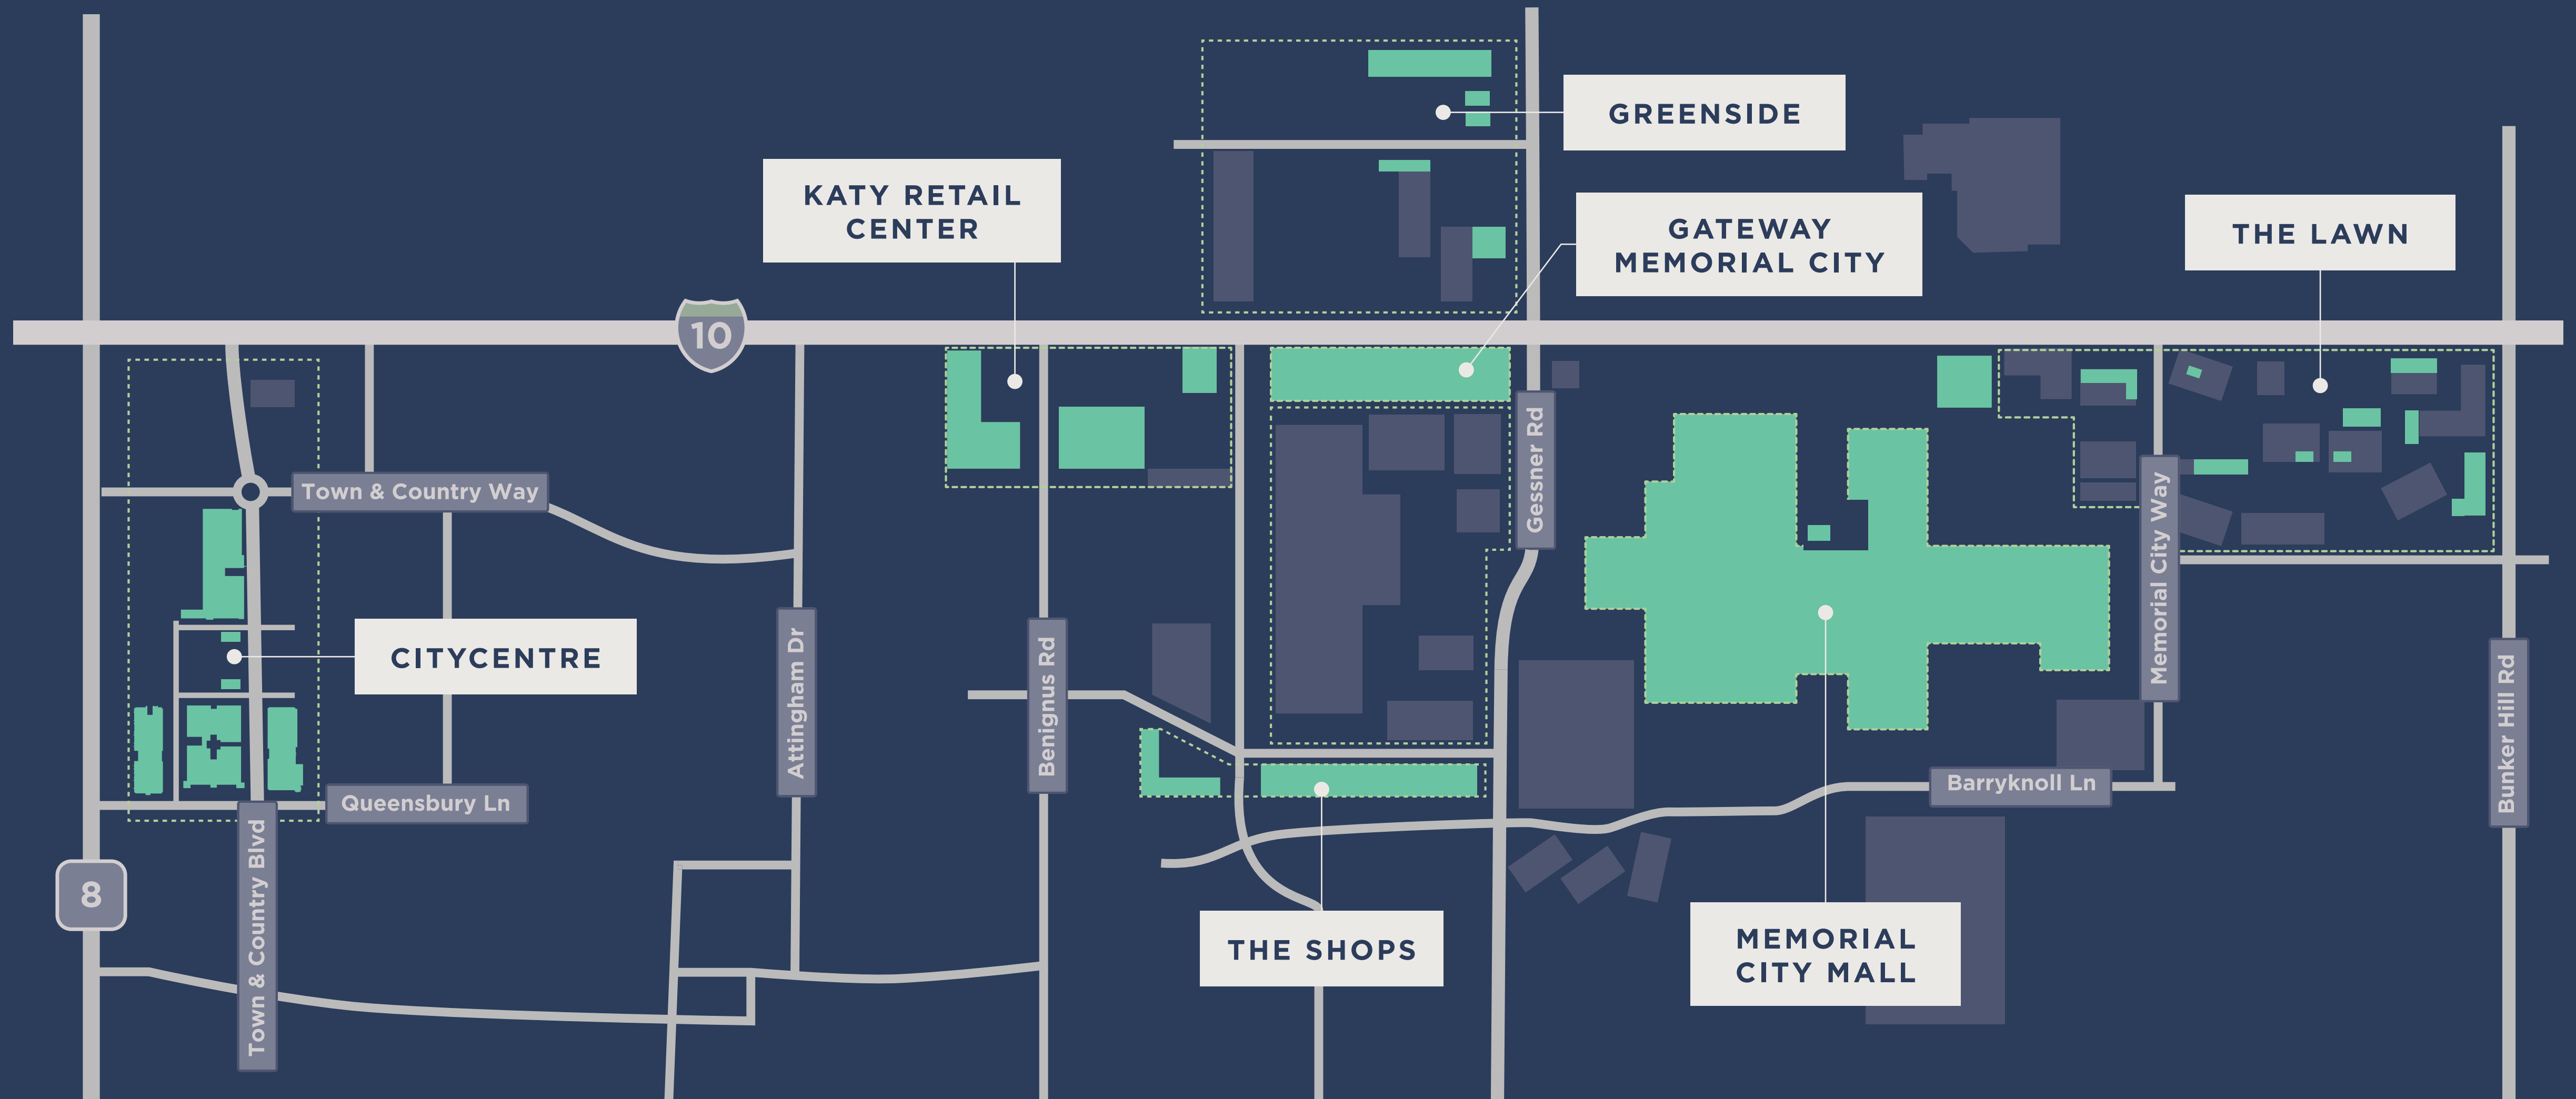 GREENSIDE
KATY RETAIL
CENTER
GATEWAY
MEMORIAL CITY
THE LAWN
10
Town & Country Way
Gessner Rd
CITYCENTRE
Attingham Dr
Benignus Rd
Memorial City Way
Bunker Hill Rd
Queensbury Ln
Barryknoll Ln
8
Town & Country Blvd
THE SHOPS
MEMORIAL
CITY MALL